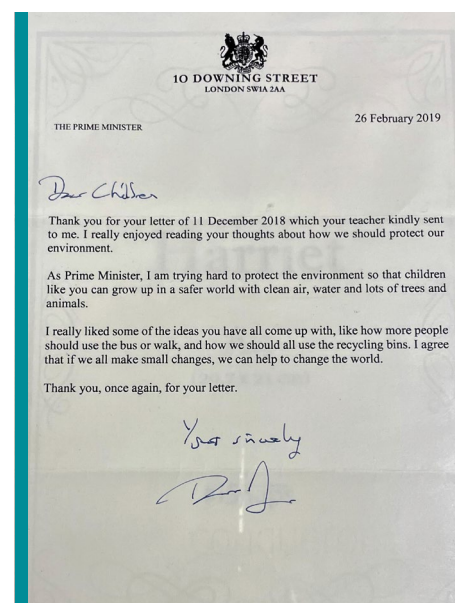 10 DOWNING STREET
LONDON SW1A 2AA
THE PRIME MINISTER
26 February 2019
Dear Children
Thank you for your letter of 11 December 2018 which your teacher kindly sent
to me. I really enjoyed reading your thoughts about how we should protect our
environment.
As Prime Minister, I am trying hard to protect the environment so that children
like you can grow up in a safer world with clean air, water and lots of trees and
animals.
I really liked some of the ideas you have all come up with, like how more people
should use the bus or walk, and how we should all use the recycling bins. I agree
that if we all make small changes, we can help to change the world.
Thank you, once again, for your letter.
Yours sincerely